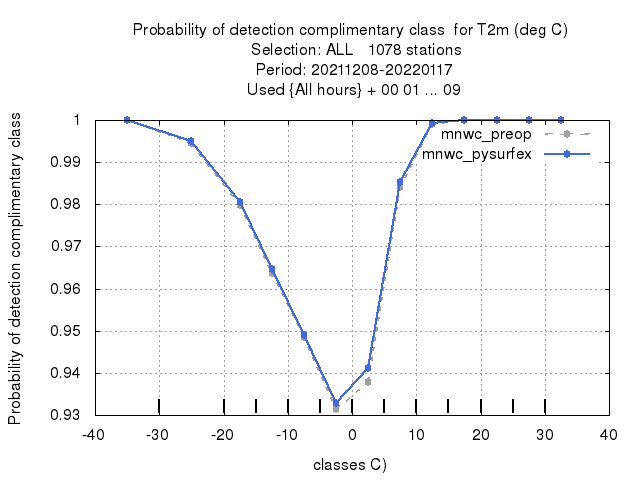 Probability of detection complimentary class  for T2m (deg C)
Selection: ALL   1078 stations
Period: 20211208-20220117
Used {All hours} + 00 01 ... 09
Probability of detection complimentary class
1
0.99
0.98
0.97
0.96
0.95
0.94
0.93
mnwc_preop
mnwc_pysurfex
-40 -30 -20 -10 0 10 20 30 40
classes C)